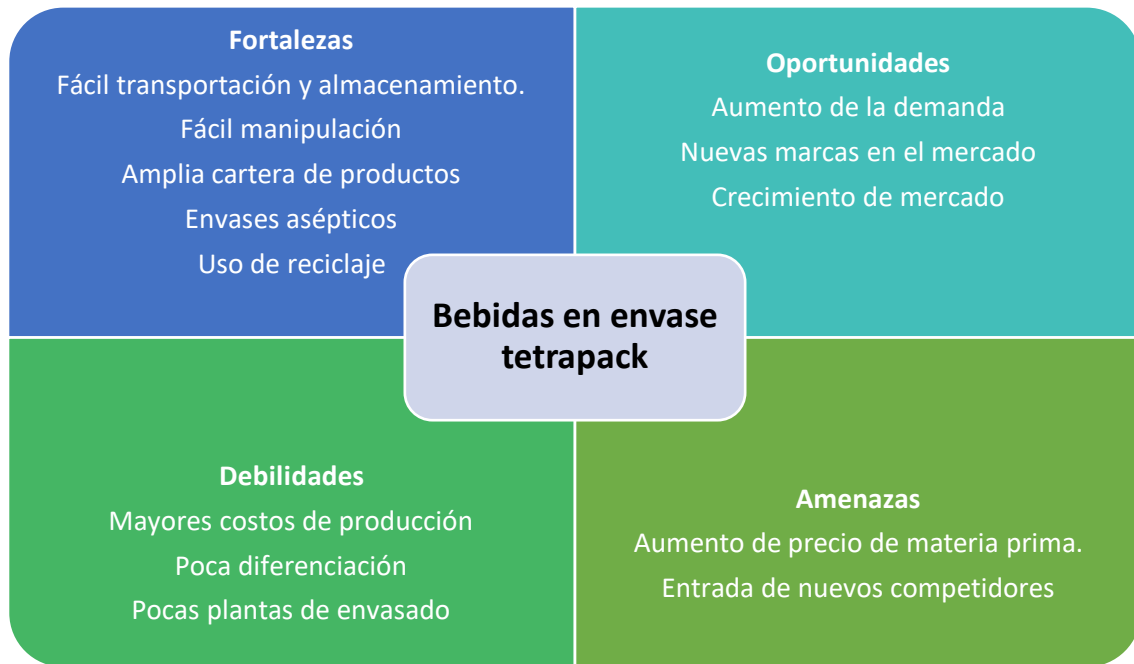 Fortalezas
Fácil transportación y almacenamiento.
Fácil manipulación
Amplia cartera de productos
Envases asépticos
Uso de reciclaje
Oportunidades
Aumento de la demanda
Nuevas marcas en el mercado
Crecimiento de mercado
Bebidas en envase
tetrapack
Debilidades
Mayores costos de producción
Poca diferenciación
Pocas plantas de envasado
Amenazas
Aumento de precio de materia prima.
Entrada de nuevos competidores